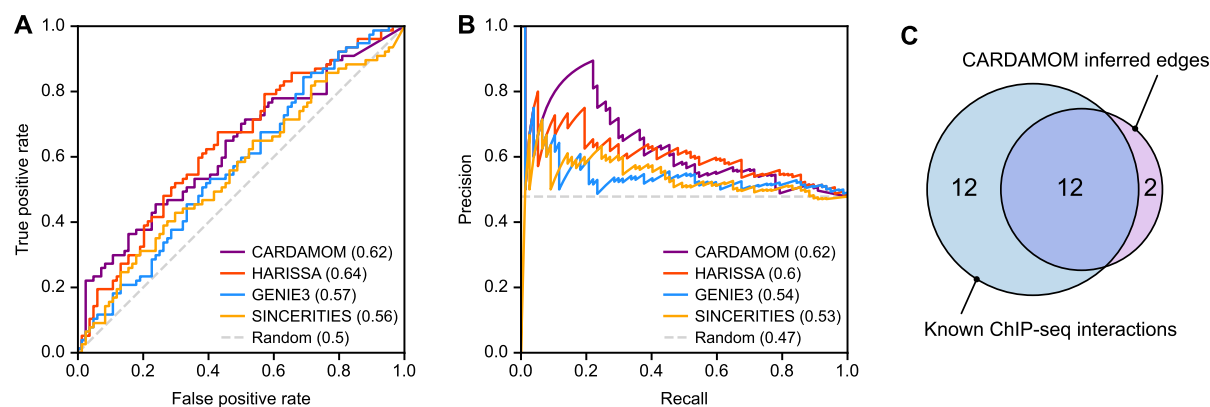 A
1.0
0.8
0.6
0.4
0.2
0.0
True positive rate
CARDAMOM (0.62)
HARISSA (0.64)
GENIE3 (0.57)
SINCERITIES (0.56)
Random (0.5)
0.0 0.2 0.4 0.6 0.8 1.0
False positive rate
B
1.0
0.8
0.6
0.4
0.2
0.0
Precision
CARDAMOM (0.62)
HARISSA (0.6)
GENIE3 (0.54)
SINCERITIES (0.53)
Random (0.47)
0.0 0.2 0.4 0.6 0.8 1.0
Recall
C
CARDAMOM inferred edges
12 12 2
Known ChIP-seq interactions